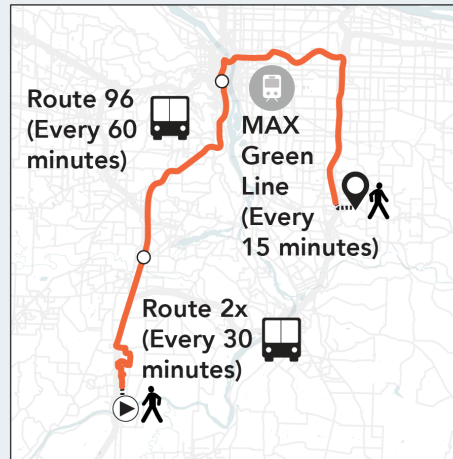 Route 96
(Every 60
minutes)
MAX
Green
Line
(Every
15 minutes)
Route 2x
(Every 30
minutes)